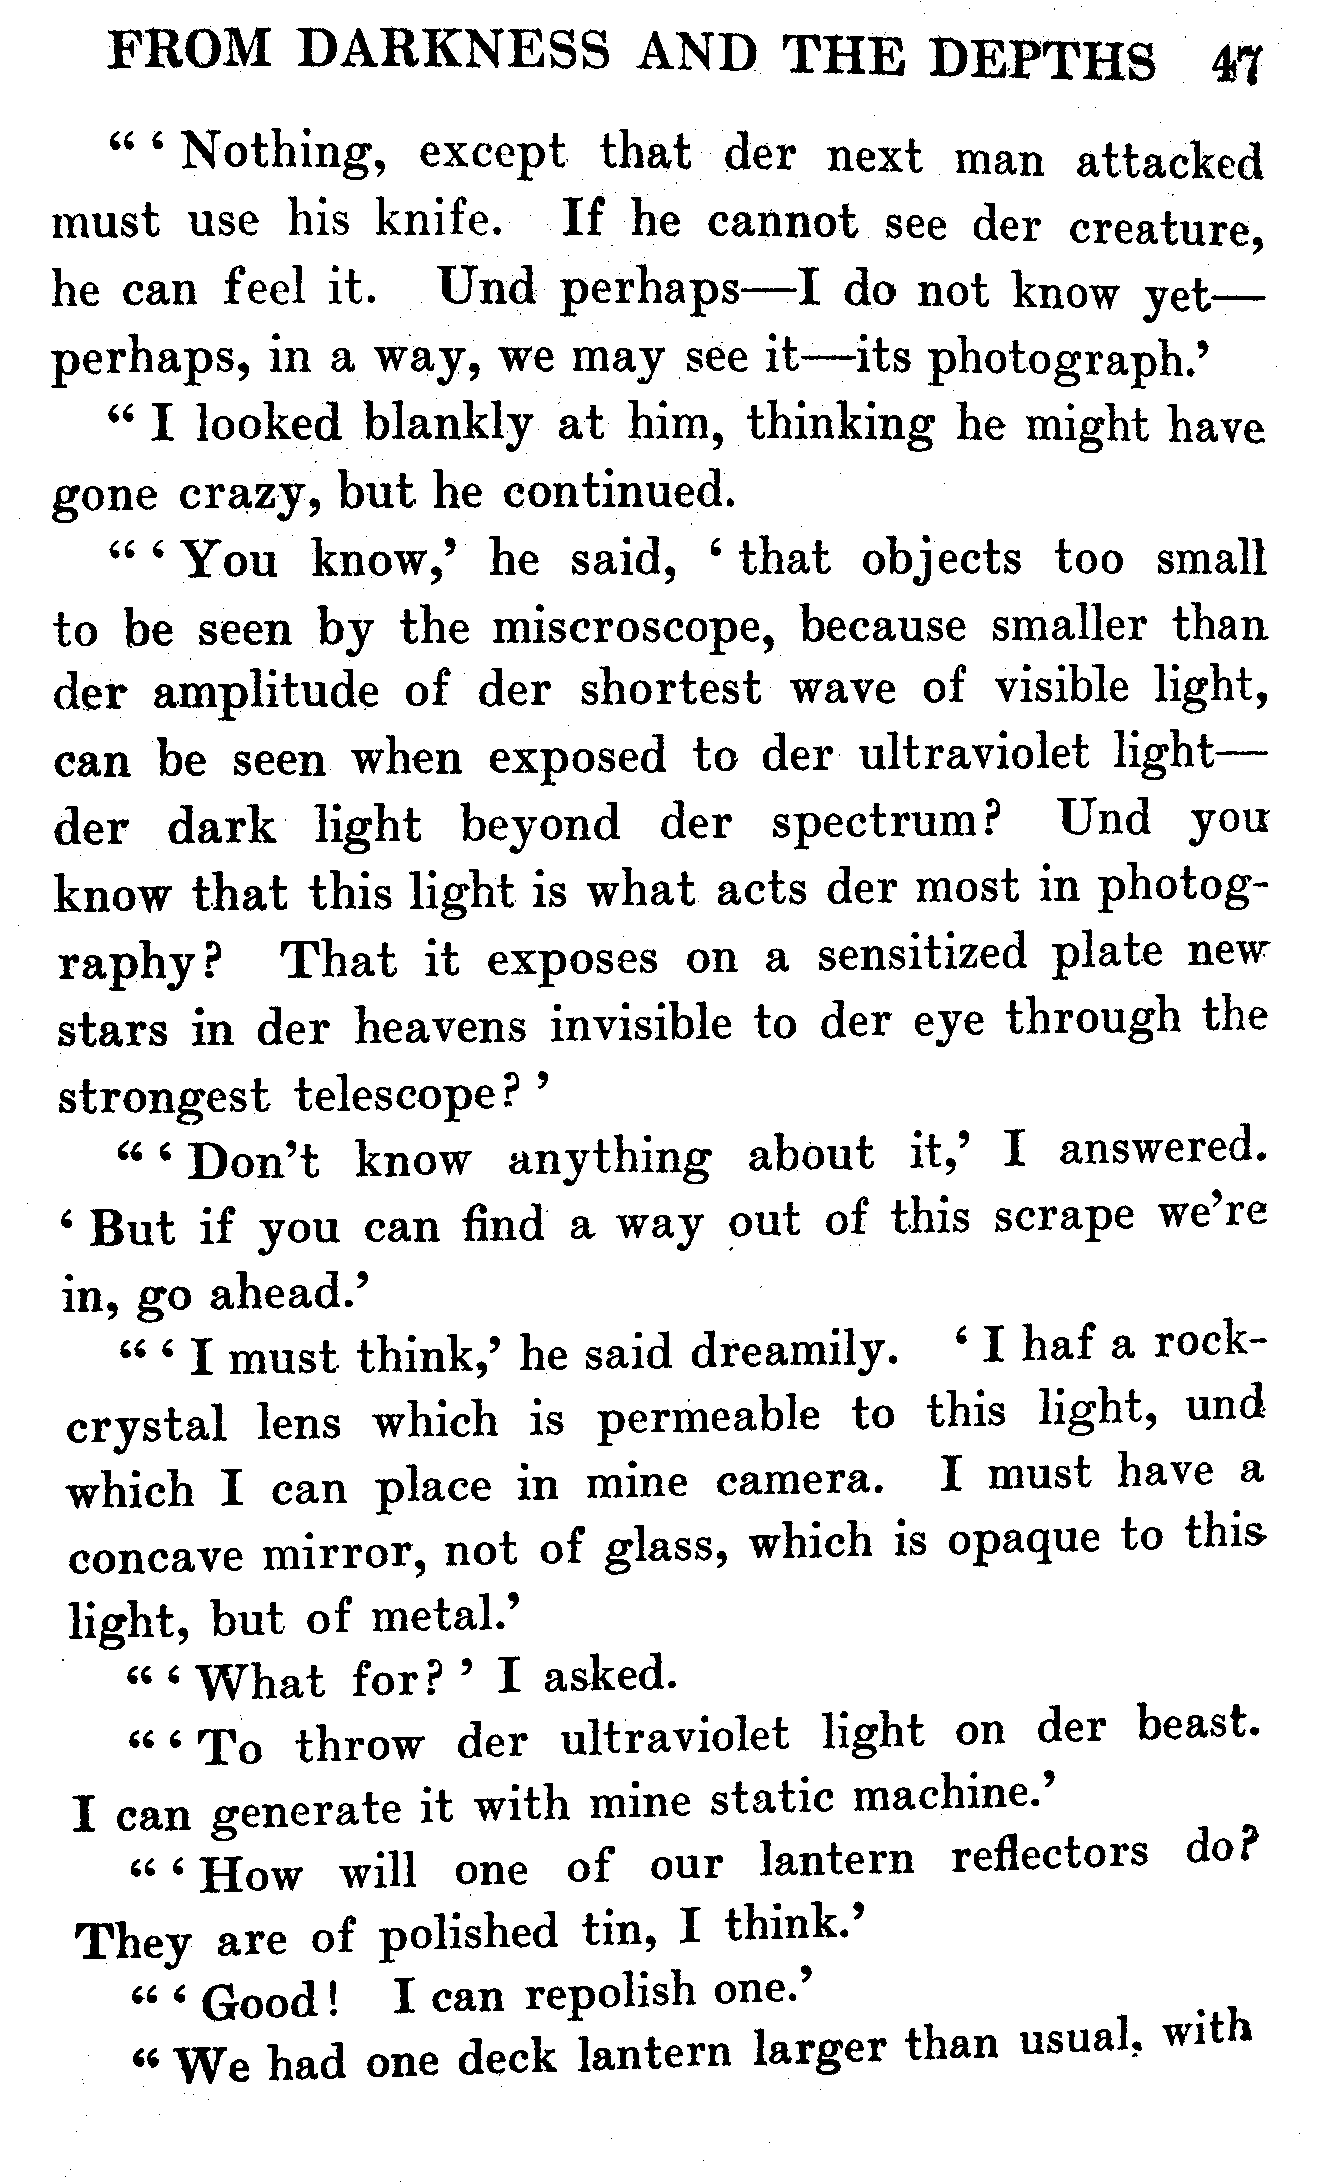 FROM DARKNESS AND THE DEPTHS 47
“ ‘ Nothing, except that der next man attacked
must use his knife. If he cannot see der creature,
he can feel it. Und perhaps—I do not know yet—
perhaps, in a way, we may see it—its photograph.’
“ I looked blankly at him, thinking he might have
gone crazy, but he continued.
“ ‘ You know,’ he said, ‘ that objects too small
to be seen by the miscroscope, because smaller than
der amplitude of der shortest wave of visible light,
can be seen when exposed to der ultraviolet light—
der dark light beyond der spectrum? Und you
know that this light is what acts der most in photog-
raphy? That it exposes on a sensitized plate new
stars in der heavens invisible to der eye through the
strongest telescope? ’
“ ‘ Don’t know anything about it,’ I answered.
‘ But if you can find a way out of this scrape we’re
in, go ahead.’
“ ‘ I must think,’ he said dreamily. ‘ I haf a rock-
crystal lens which is permeable to this light, und
which I can place in mine camera. I must have a
concave mirror, not of glass, which is opaque to this
light, but of metal.’
“ ‘ What for? ’ I asked.
“ ‘ To throw der ultraviolet light on der beast.
I can generate it with mine static machine.’
“ ‘ How will one of our lantern reflectors do?
They are of polished tin, I think.’
“ ‘ Good! I can repolish one.’
“ We had one deck lantern larger than usual, with